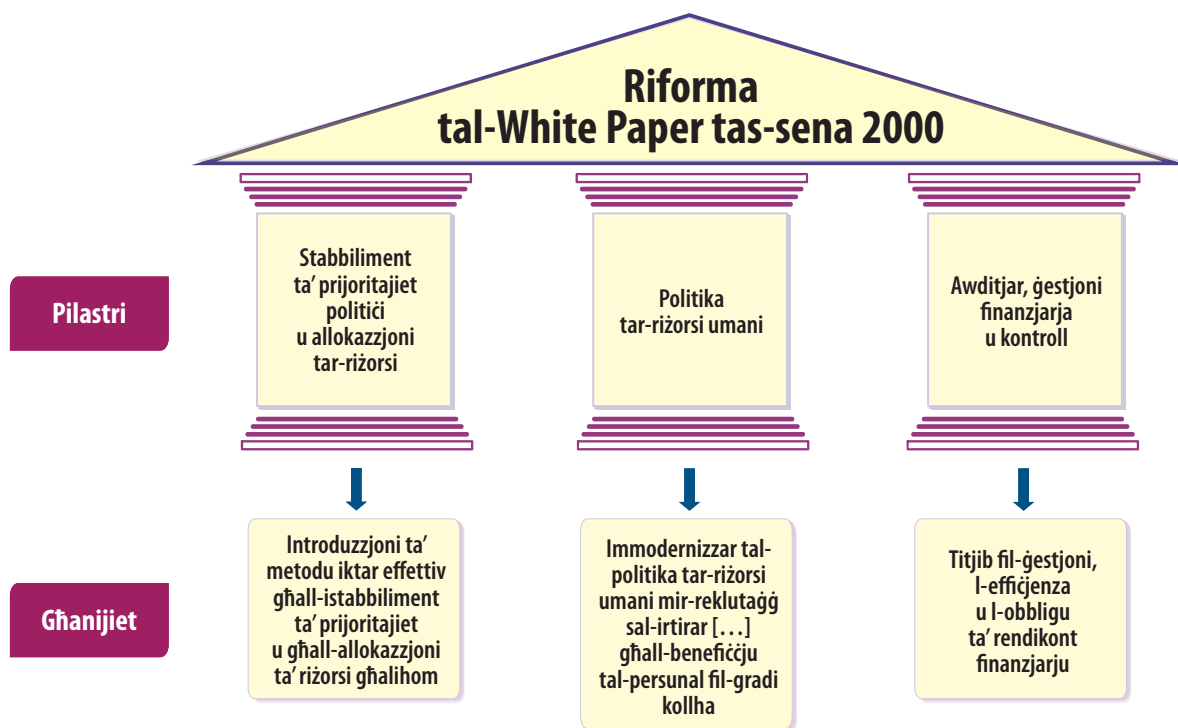 Riforma
tal-White Paper tas-sena 2000
Pilastri
Stabbiliment
ta’ prijoritajiet
politiċi
u allokazzjoni
tar-riżorsi
Politika
tar-riżorsi umani
Awditjar, ġestjoni
finanzjarja
u kontroll
Għanijiet
Introduzzjoni ta’
metodu iktar effettiv
għall-istabbiliment
ta’ prijoritajiet
u għall-allokazzjoni
ta’ riżorsi għalihom
Immodernizzar tal-
politika tar-riżorsi
umani mir-reklutaġġ
sal-irtirar [...]
għall-benefiċċju
tal-persunal fil-gradi
kollha
Titjib fil-ġestjoni,
l-effiċjenza
u l-obbligu
ta’ rendikont
finanzjarju